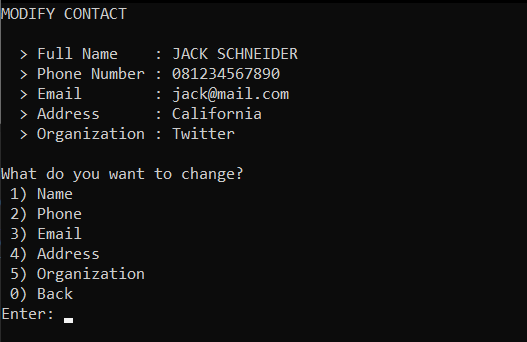 MODIFY CONTACT
> Full Name    : JACK SCHNEIDER
> Phone Number : 081234567890
> Email        : jack@mail.com
> Address      : California
> Organization : Twitter
What do you want to change?
1) Name
2) Phone
3) Email
4) Address
5) Organization
0) Back
Enter: